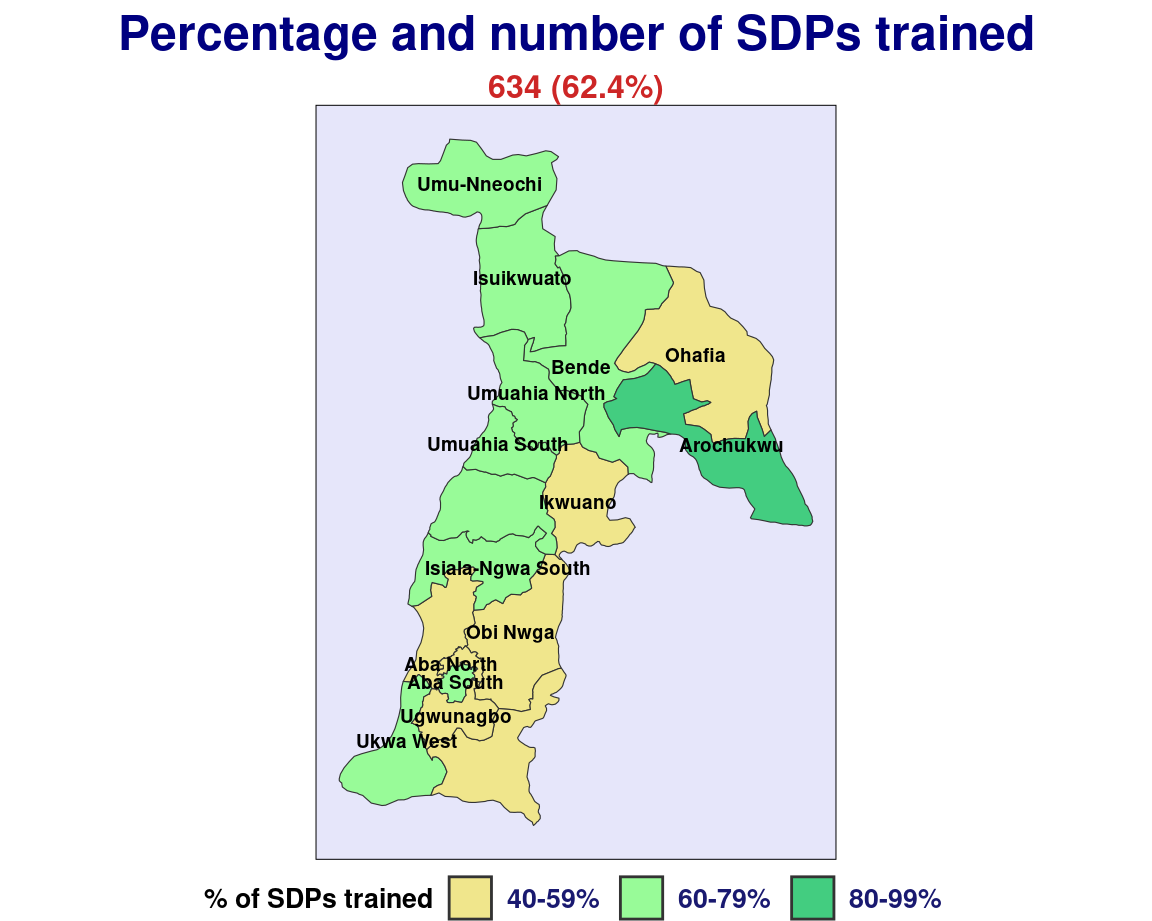 Percentage and number of SDPs trained
634 (62.4%)
Umu-Nneochi
Isuikwuato
Ohafia
Bende
Umuahia North
Umuahia South
Arochukwu
Ikwuano
Isiala-Ngwa South
Obi Nwga
Aba North
Aba South
Ugwunagbo
Ukwa West
% of SDPs trained 40-59% 60-79% 80-99%